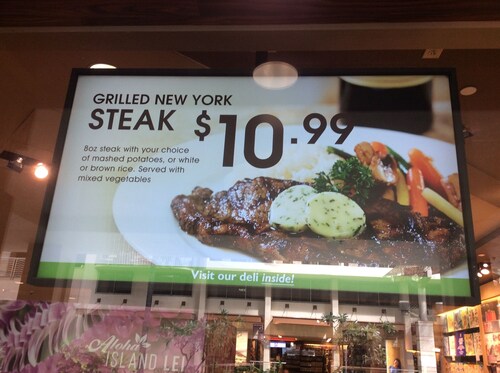 GRILLED NEW YORK
STEAK $10.99
8oz steak with your choice
of mashed potatoes, or white
or brown rice. Served with
mixed vegetables
Visit our deli inside!
Aloha
ISLAND LEI